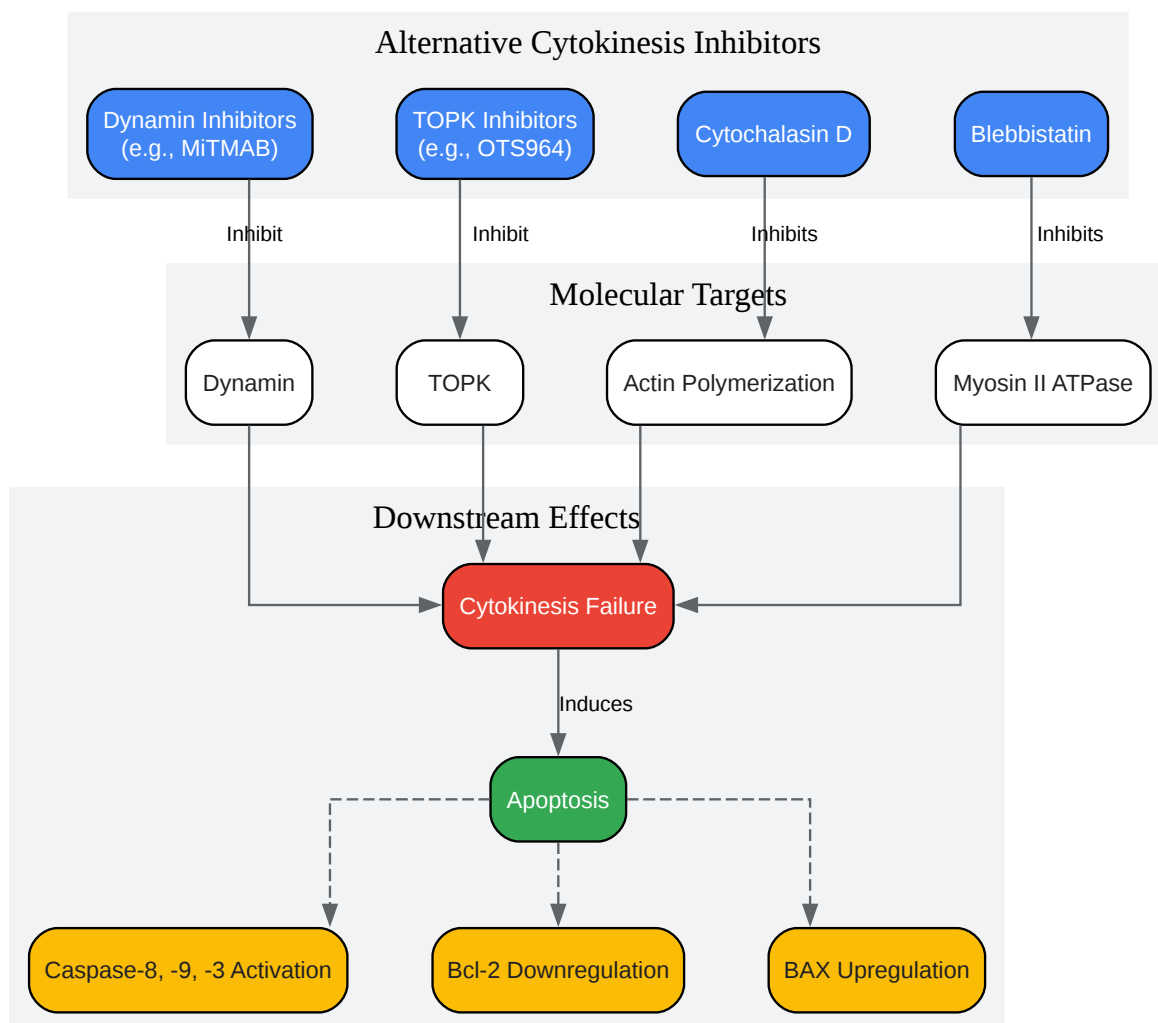 Alternative Cytokinesis Inhibitors
Dynamin Inhibitors
(e.g., MiTMAB)
TOPK Inhibitors
(e.g., OTS964)
Cytochalasin D
Blebbistatin
Inhibit
Inhibit
Inhibits
Inhibits
Molecular Targets
Dynamin
TOPK
Actin Polymerization
Myosin II ATPase
Downstream Effects
Cytokinesis Failure
Induces
Apoptosis
Caspase-8, -9, -3 Activation
Bcl-2 Downregulation
BAX Upregulation